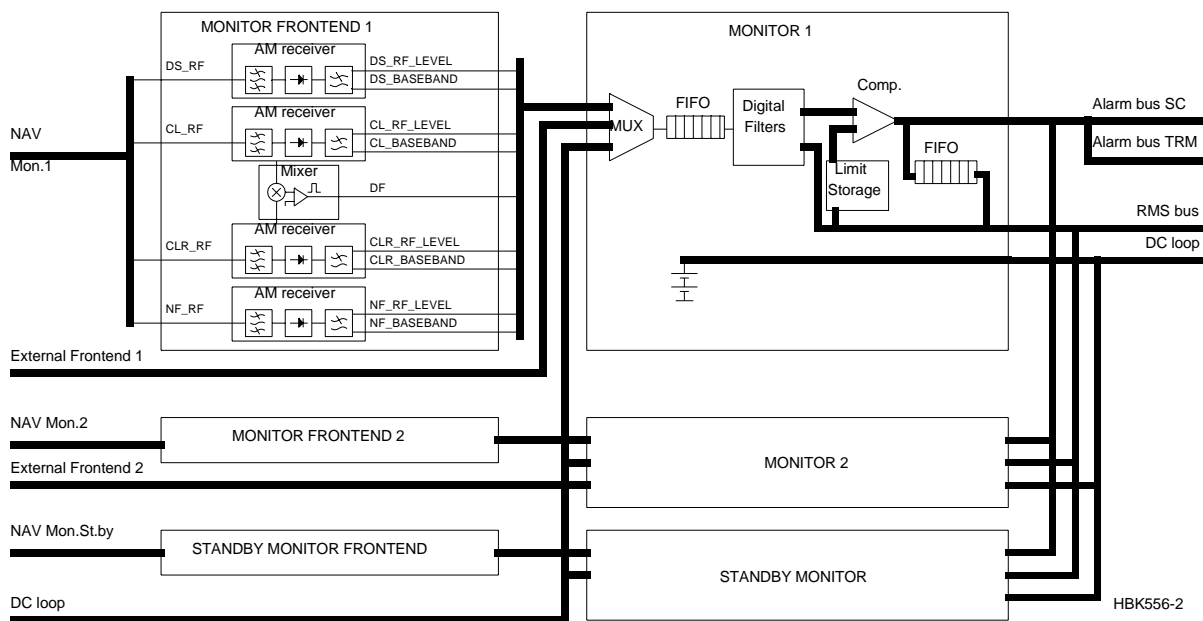 MONITOR FRONTEND 1
MONITOR 1
AM receiver
DS_RF
DS_RF_LEVEL
DS_BASEBAND
Comp.
FIFO
Digital
Filters
Alarm bus SC
AM receiver
CL_RF
CL_RF_LEVEL
CL_BASEBAND
MUX
NAV
Mon.1
Alarm bus TRM
FIFO
Mixer
DF
Limit
Storage
RMS bus
AM receiver
CLR_RF
CLR_RF_LEVEL
CLR_BASEBAND
DC loop
AM receiver
NF_RF
NF_RF_LEVEL
NF_BASEBAND
External Frontend 1
NAV Mon.2
MONITOR FRONTEND 2
MONITOR 2
External Frontend 2
NAV Mon.St.by
STANDBY MONITOR FRONTEND
STANDBY MONITOR
DC loop
HBK556-2